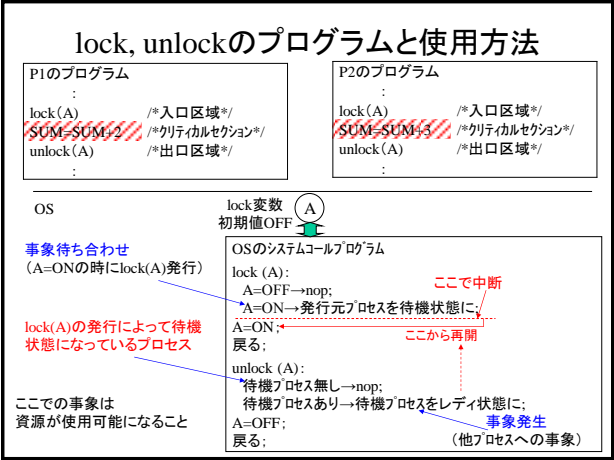 lock, unlockのプログラムと使用方法
P1のプログラム
:
lock(A) /*入口区域*/
SUM=SUM+2 /*クリティカルセクション*/
unlock(A) /*出口区域*/
:
P2のプログラム
:
lock(A) /*入口区域*/
SUM=SUM+3 /*クリティカルセクション*/
unlock(A) /*出口区域*/
:
OS
lock変数
初期値OFF
A
事象待ち合わせ
(A=ONの時にlock(A)発行)
lock(A)の発行によって待機
状態になっているプロセス
ここでの事象は
資源が使用可能になること
OSのシステムコールプログラム
lock (A):
A=OFF→nop;
A=ON→発行元プロセスを待機状態に;
A=ON;
戻る;
unlock (A):
待機プロセス無し→nop;
待機プロセスあり→待機プロセスをレディ状態に;
A=OFF;
戻る;
ここで中断
ここから再開
事象発生
(他プロセスへの事象)